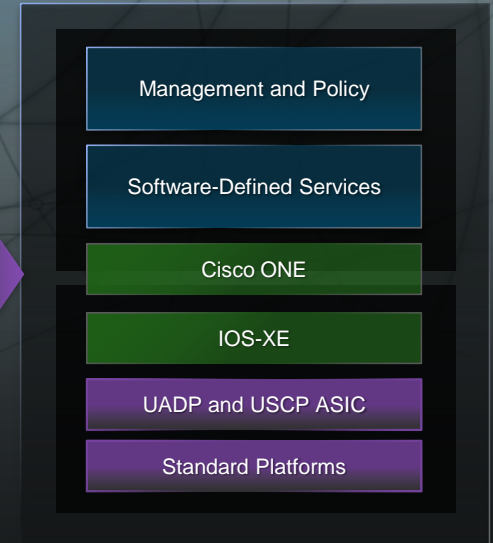 Management and Policy
Software-Defined Services
Cisco ONE
IOS-XE
UADP and USCP ASIC
Standard Platforms